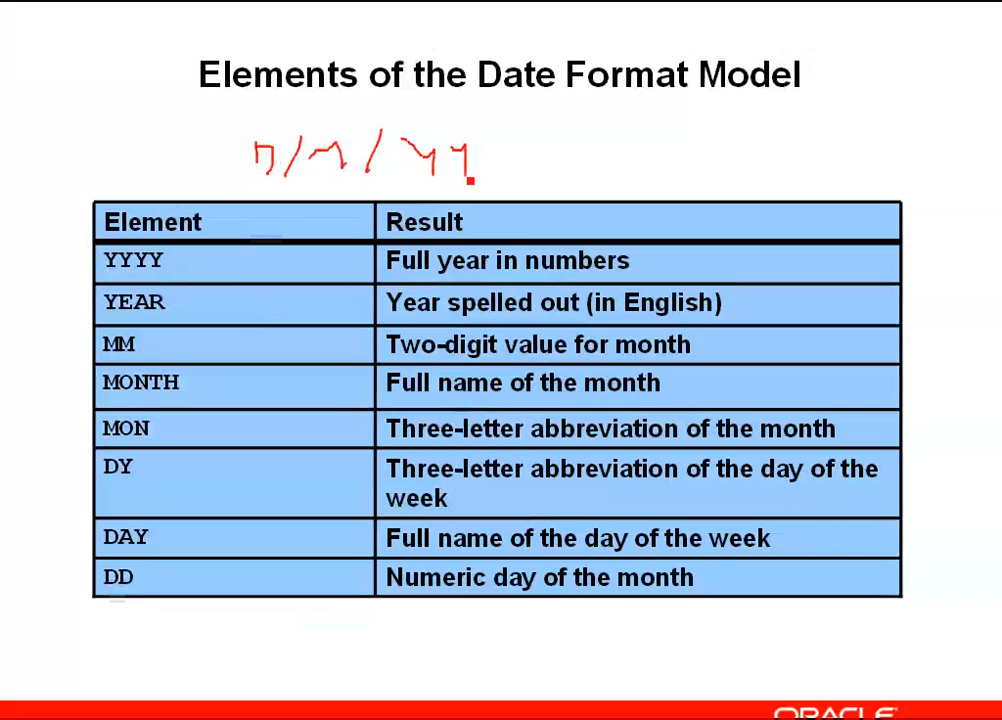 Elements of the Date Format Model
D/M/YY
Element Result
YYYY Full year in numbers
YEAR Year spelled out (in English)
MM Two-digit value for month
MONTH Full name of the month
MON Three-letter abbreviation of the month
DY Three-letter abbreviation of the day of the
week
DAY Full name of the day of the week
DD Numeric day of the month
ORACLE